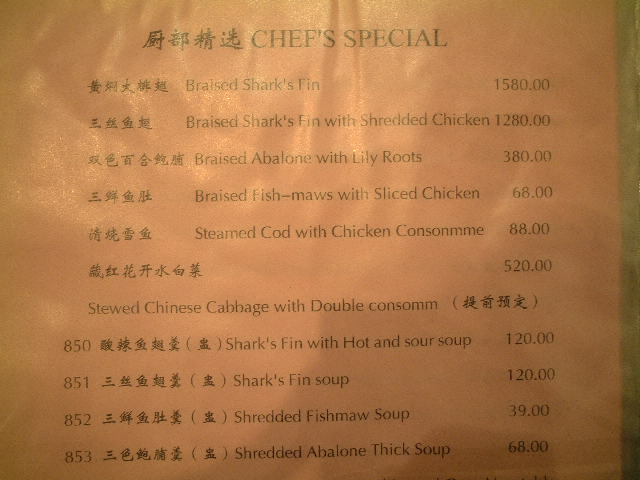 厨部精选 CHEF'S SPECIAL
黄焖大排翅 Braised Shark's Fin 1580.00
三丝鱼翅 Braised Shark's Fin with Shredded Chicken 1280.00
双色百合鲍脯 Braised Abalone with Lily Roots 380.00
三鲜鱼肚 Braised Fish-maws with Sliced Chicken 68.00
清烧雪鱼 Steamed Cod with Chicken Consonmme 88.00
藏红花开水白菜 520.00
Stewed Chinese Cabbage with Double consomm （提前预定）
850 酸辣鱼翅羹（盅）Shark's Fin with Hot and sour soup 120.00
851 三丝鱼翅羹（盅）Shark's Fin soup 120.00
852 三鲜鱼肚羹（盅）Shredded Fishmaw Soup 39.00
853 三色鲍脯羹（盅）Shredded Abalone Thick Soup 68.00